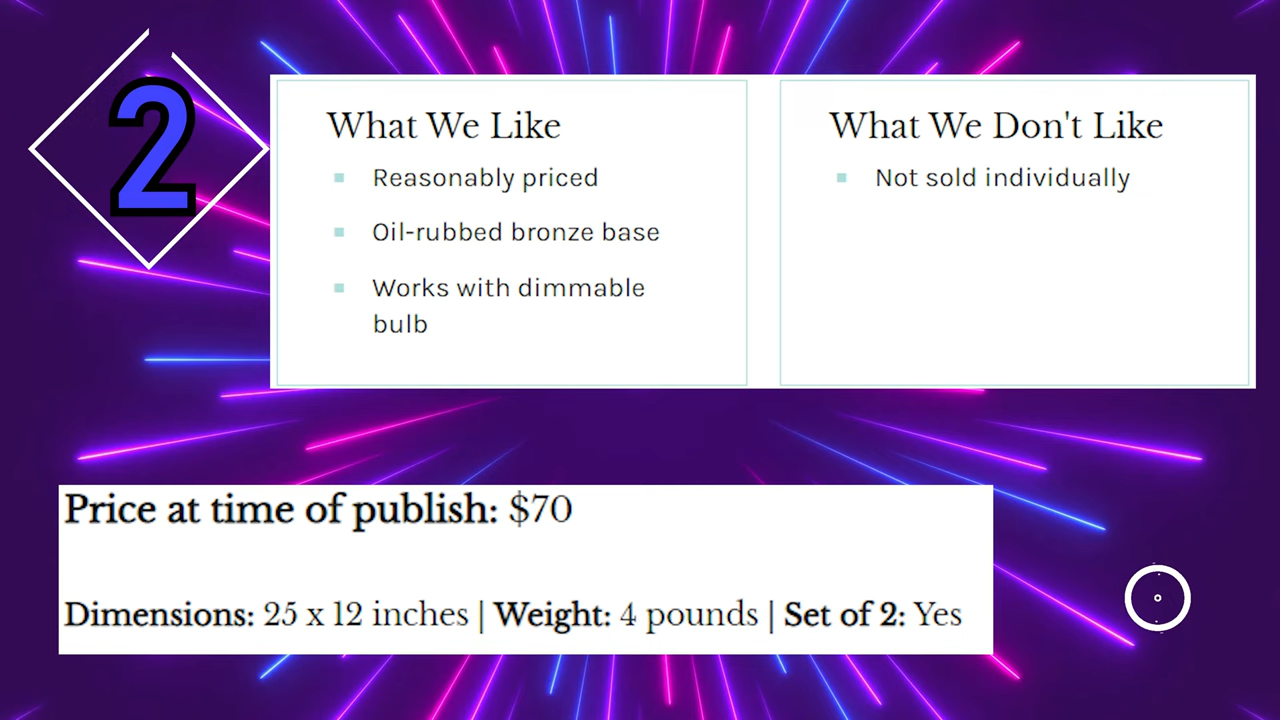 2
What We Like
Reasonably priced
Oil-rubbed bronze base
Works with dimmable
bulb
What We Don't Like
Not sold individually
Price at time of publish: $70
Dimensions: 25 x 12 inches | Weight: 4 pounds | Set of 2: Yes